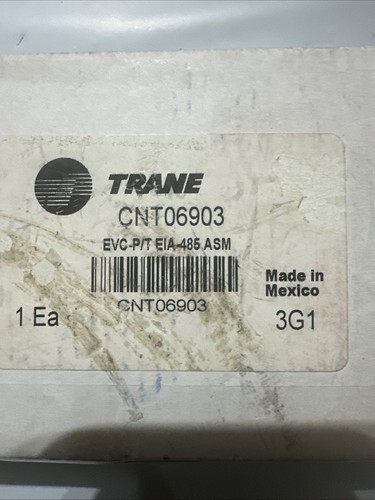 TRANE
CNT06903
EVC-P/T EIA-485 ASM
CNT06903
Made in
Mexico
1 Ea
3G1